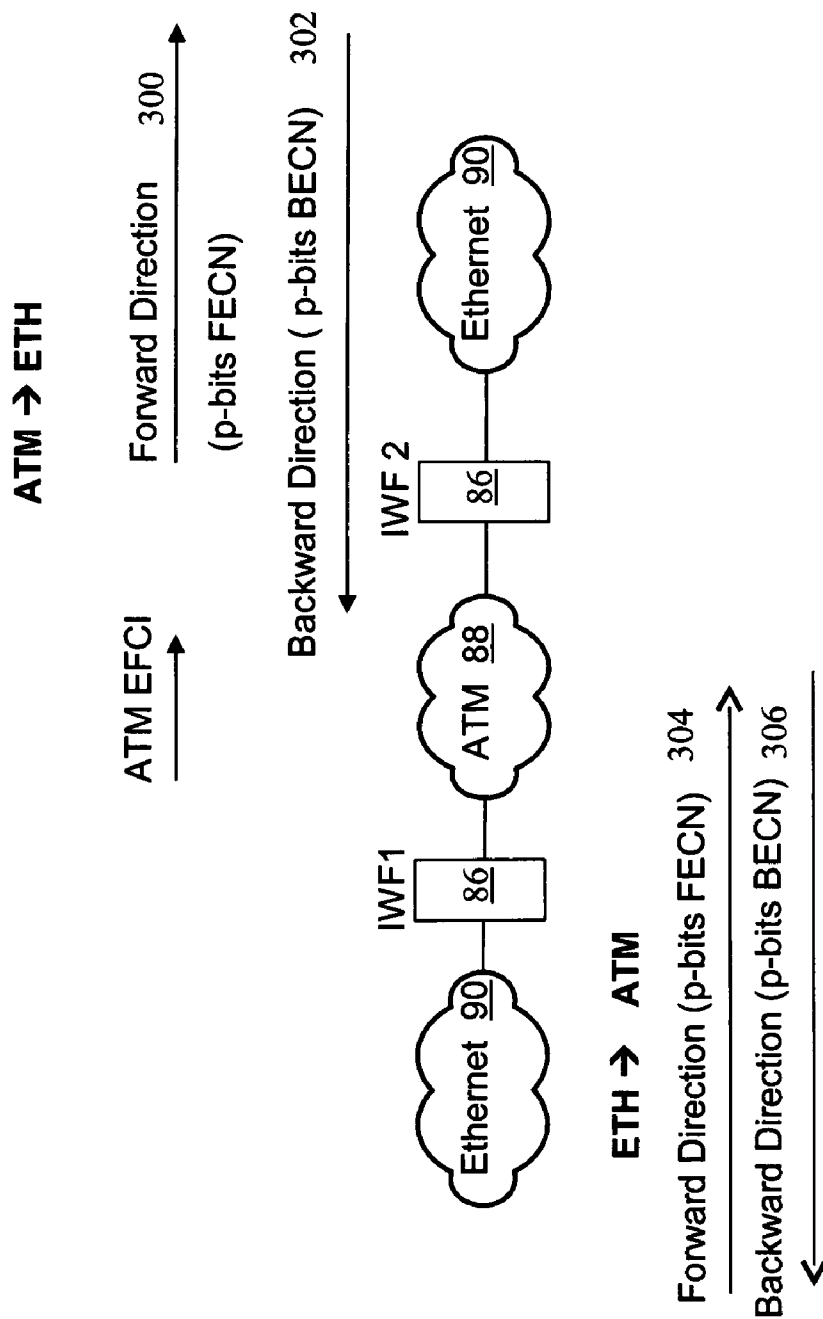 ATM → ETH
Forward Direction 300
(p-bits FECN)
ATM EFCI
Backward Direction ( p-bits BECN) 302
IWF1
IWF 2
86
86
Ethernet 90
ATM 88
Ethernet 90
ETH → ATM
Forward Direction (p-bits FECN) 304
Backward Direction (p-bits BECN) 306